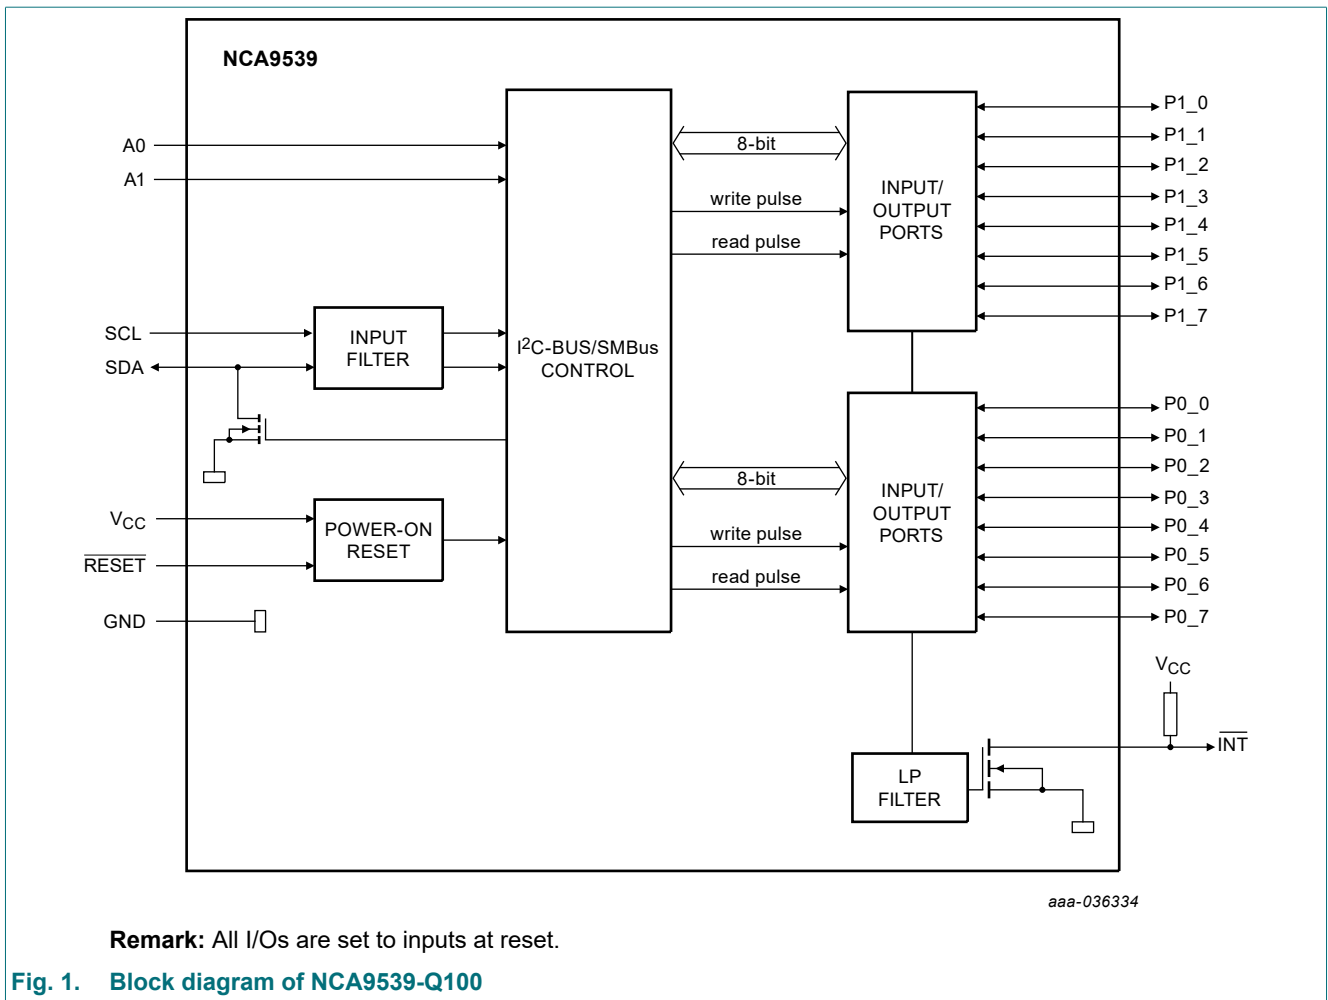 NCA9539
A0
A1
SCL
SDA
VCC
RESET
GND
INPUT
FILTER
POWER-ON
RESET
I2C-BUS/SMBus
CONTROL
8-bit
write pulse
read pulse
8-bit
write pulse
read pulse
INPUT/
OUTPUT
PORTS
INPUT/
OUTPUT
PORTS
LP
FILTER
P1_0
P1_1
P1_2
P1_3
P1_4
P1_5
P1_6
P1_7
P0_0
P0_1
P0_2
P0_3
P0_4
P0_5
P0_6
P0_7
VCC
INT
aaa-036334
Remark: All I/Os are set to inputs at reset.
Fig. 1. Block diagram of NCA9539-Q100